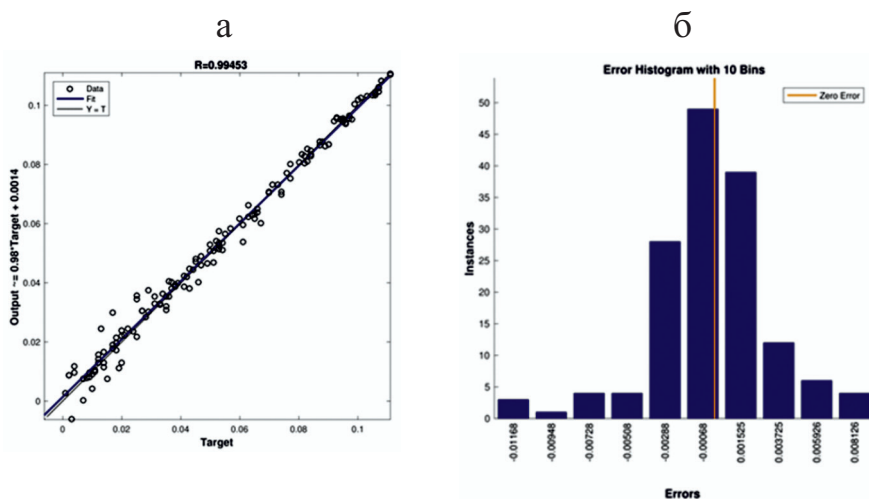 а
б
R=0.99453
Data
Fit
Y = T
Output ~= 0.98*Target + 0.0014
0.1
0.08
0.06
0.04
0.02
0
0
0.02
0.04
0.06
0.08
0.1
Target
Error Histogram with 10 Bins
Zero Error
Instances
50
45
40
35
30
25
20
15
10
5
0
-0.01168
-0.00948
-0.00728
-0.00508
-0.00288
-0.00068
0.001525
0.003725
0.005926
0.008126
Errors